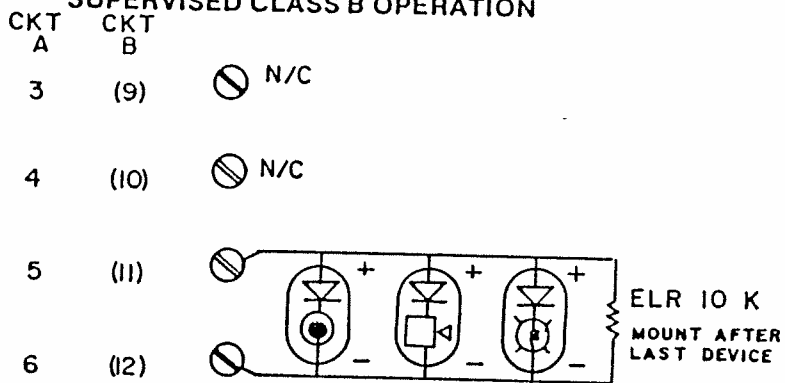 SUPERVISED CLASS B OPERATION
CKT CKT
A B
3 (9) N/C
4 (10) N/C
5 (11)
+ + +
ELR 10 K
MOUNT AFTER
LAST DEVICE
- - -
6 (12)